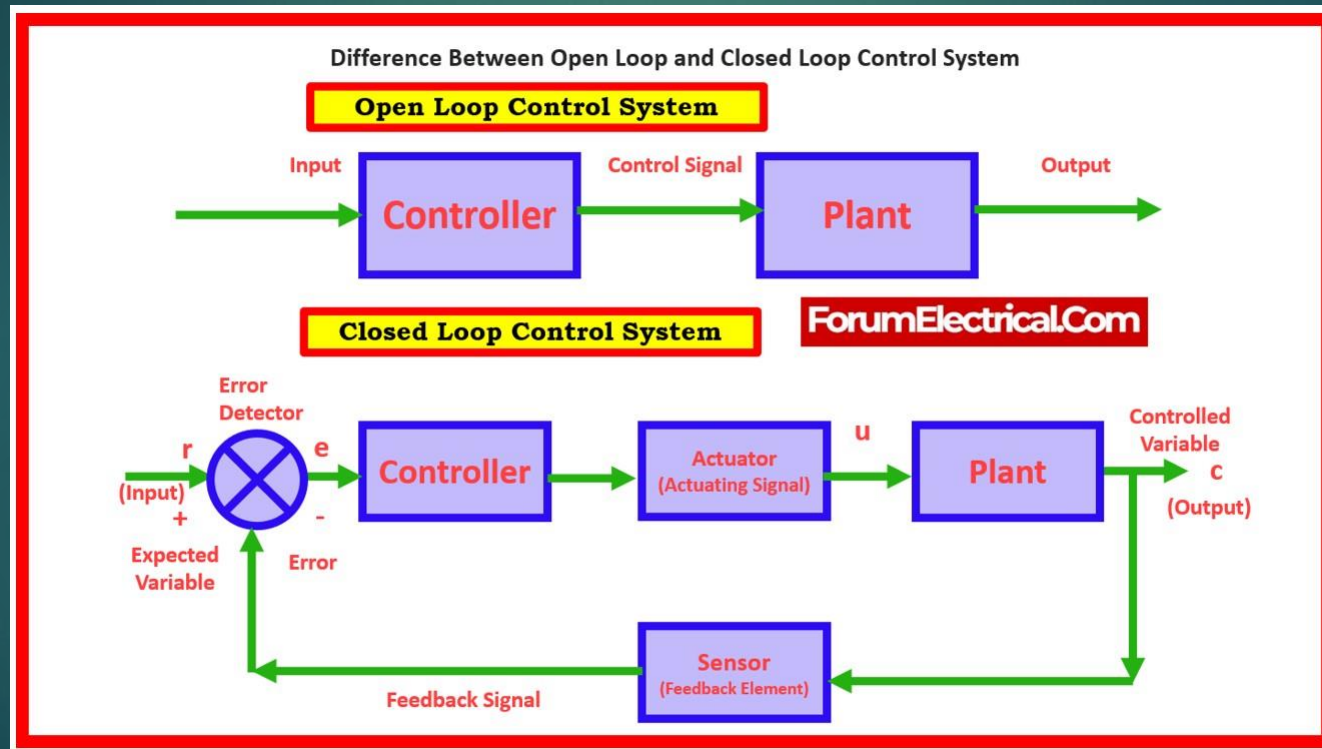 Difference Between Open Loop and Closed Loop Control System
Open Loop Control System
Input
Control Signal
Output
Controller
Plant
ForumElectrical.Com
Closed Loop Control System
Error
Detector
r
e
(Input)
+
-
Expected
Variable
Error
Controller
Actuator
(Actuating Signal)
u
Plant
Controlled
Variable
c
(Output)
Sensor
(Feedback Element)
Feedback Signal